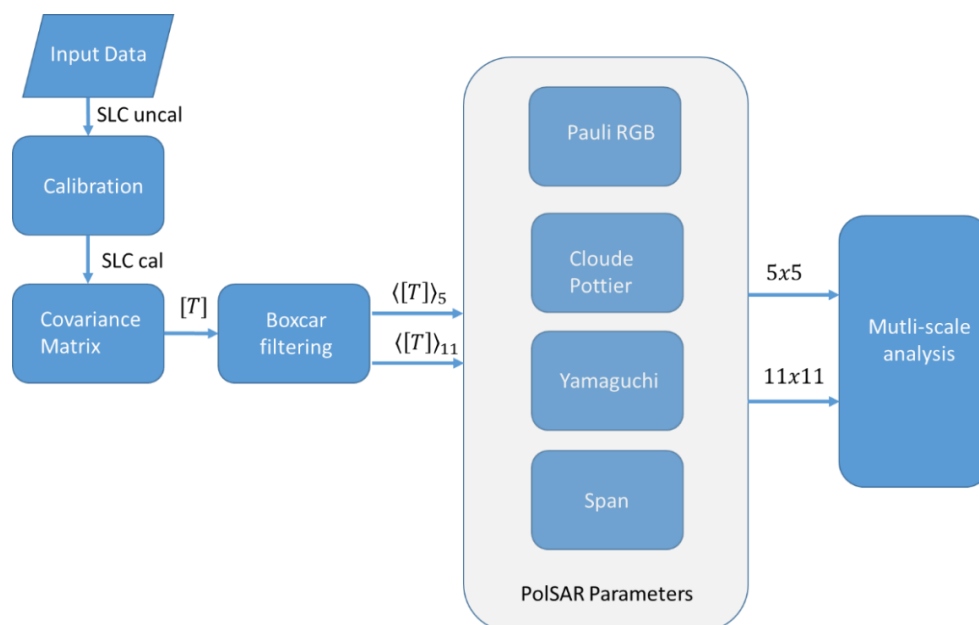 Input Data
SLC uncal
Calibration
SLC cal
Covariance
Matrix
[T]
Boxcar
filtering
⟨[T]⟩₅
⟨[T]⟩₁₁
Pauli RGB
Cloude
Pottier
Yamaguchi
Span
PolSAR Parameters
5x5
11x11
Mutli-scale
analysis